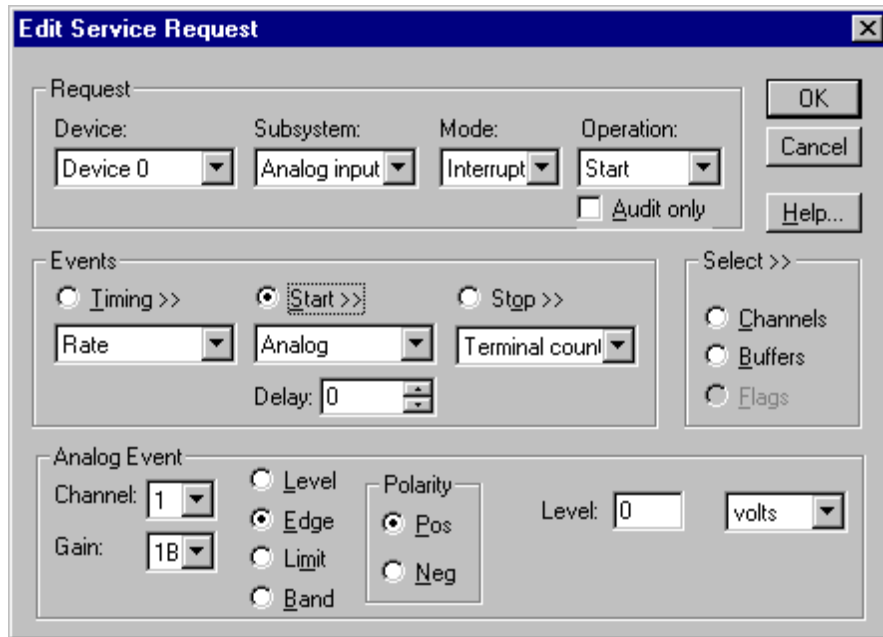 Edit Service Request
Request
OK
Device: Subsystem: Mode: Operation:
Device 0 Analog input Interrupt Start
Cancel
Audit only
Help...
Events
Select >>
Timing >> Start >> Stop >>
Rate Analog Terminal count
Channels
Buffers
Delay: 0
Flags
Analog Event
Channel: 1
Gain: 1B
Level
Edge
Limit
Band
Polarity
Pos
Neg
Level: 0 volts